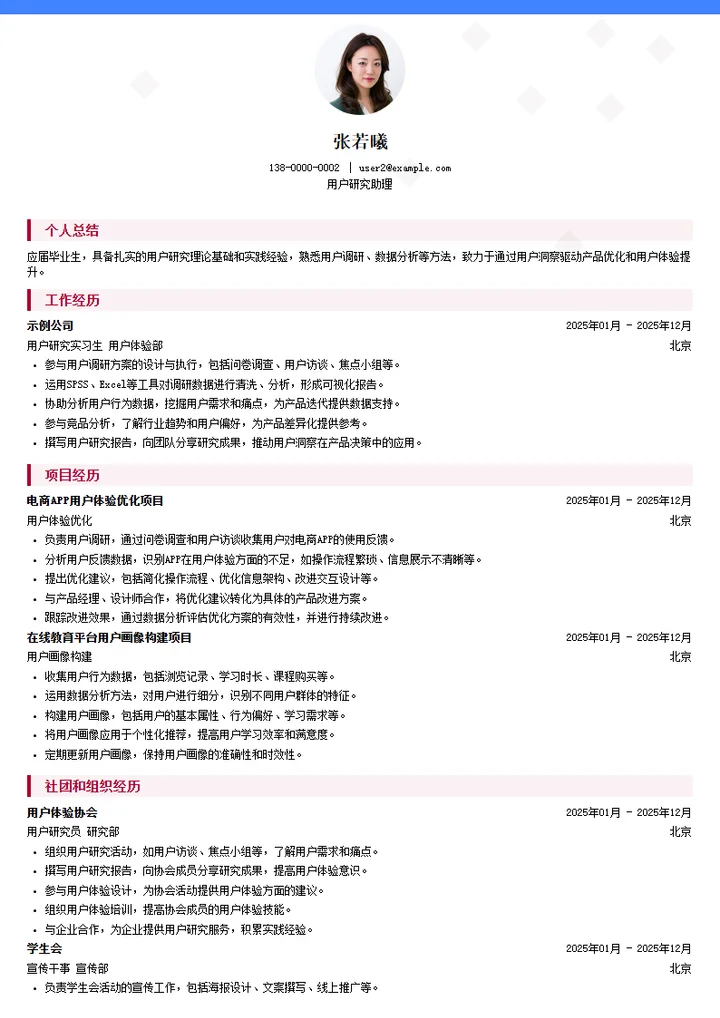 张若曦
138-0000-0002 | user2@example.com
用户研究助理
个人总结
应届毕业生，具备扎实的用户研究理论基础和实践经验，熟悉用户调研、数据分析等方法，致力于通过用户洞察驱动产品优化和用户体验提
升。
工作经历
示例公司 2025年01月 - 2025年12月
用户研究实习生 用户体验部 北京
• 参与用户调研方案的设计与执行，包括问卷调查、用户访谈、焦点小组等。
• 运用SPSS、Excel等工具对调研数据进行清洗、分析，形成可视化报告。
• 协助分析用户行为数据，挖掘用户需求和痛点，为产品迭代提供数据支持。
• 参与竞品分析，了解行业趋势和用户偏好，为产品差异化提供参考。
• 撰写用户研究报告，向团队分享研究成果，推动用户洞察在产品决策中的应用。
项目经历
电商APP用户体验优化项目 2025年01月 - 2025年12月
用户体验优化 北京
• 负责用户调研，通过问卷调查和用户访谈收集用户对电商APP的使用反馈。
• 分析用户反馈数据，识别APP在用户体验方面的不足，如操作流程繁琐、信息展示不清晰等。
• 提出优化建议，包括简化操作流程、优化信息架构、改进交互设计等。
• 与产品经理、设计师合作，将优化建议转化为具体的产品改进方案。
• 跟踪改进效果，通过数据分析评估优化方案的有效性，并进行持续改进。
在线教育平台用户画像构建项目 2025年01月 - 2025年12月
用户画像构建 北京
• 收集用户行为数据，包括浏览记录、学习时长、课程购买等。
• 运用数据分析方法，对用户进行细分，识别不同用户群体的特征。
• 构建用户画像，包括用户的基本属性、行为偏好、学习需求等。
• 将用户画像应用于个性化推荐，提高用户学习效率和满意度。
• 定期更新用户画像，保持用户画像的准确性和时效性。
社团和组织经历
用户体验协会 2025年01月 - 2025年12月
用户研究员 研究部 北京
• 组织用户研究活动，如用户访谈、焦点小组等，了解用户需求和痛点。
• 撰写用户研究报告，向协会成员分享研究成果，提高用户体验意识。
• 参与用户体验设计，为协会活动提供用户体验方面的建议。
• 组织用户体验培训，提高协会成员的用户体验技能。
• 与企业合作，为企业提供用户研究服务，积累实践经验。
学生会 2025年01月 - 2025年12月
宣传干事 宣传部 北京
• 负责学生会活动的宣传工作，包括海报设计、文案撰写、线上推广等。